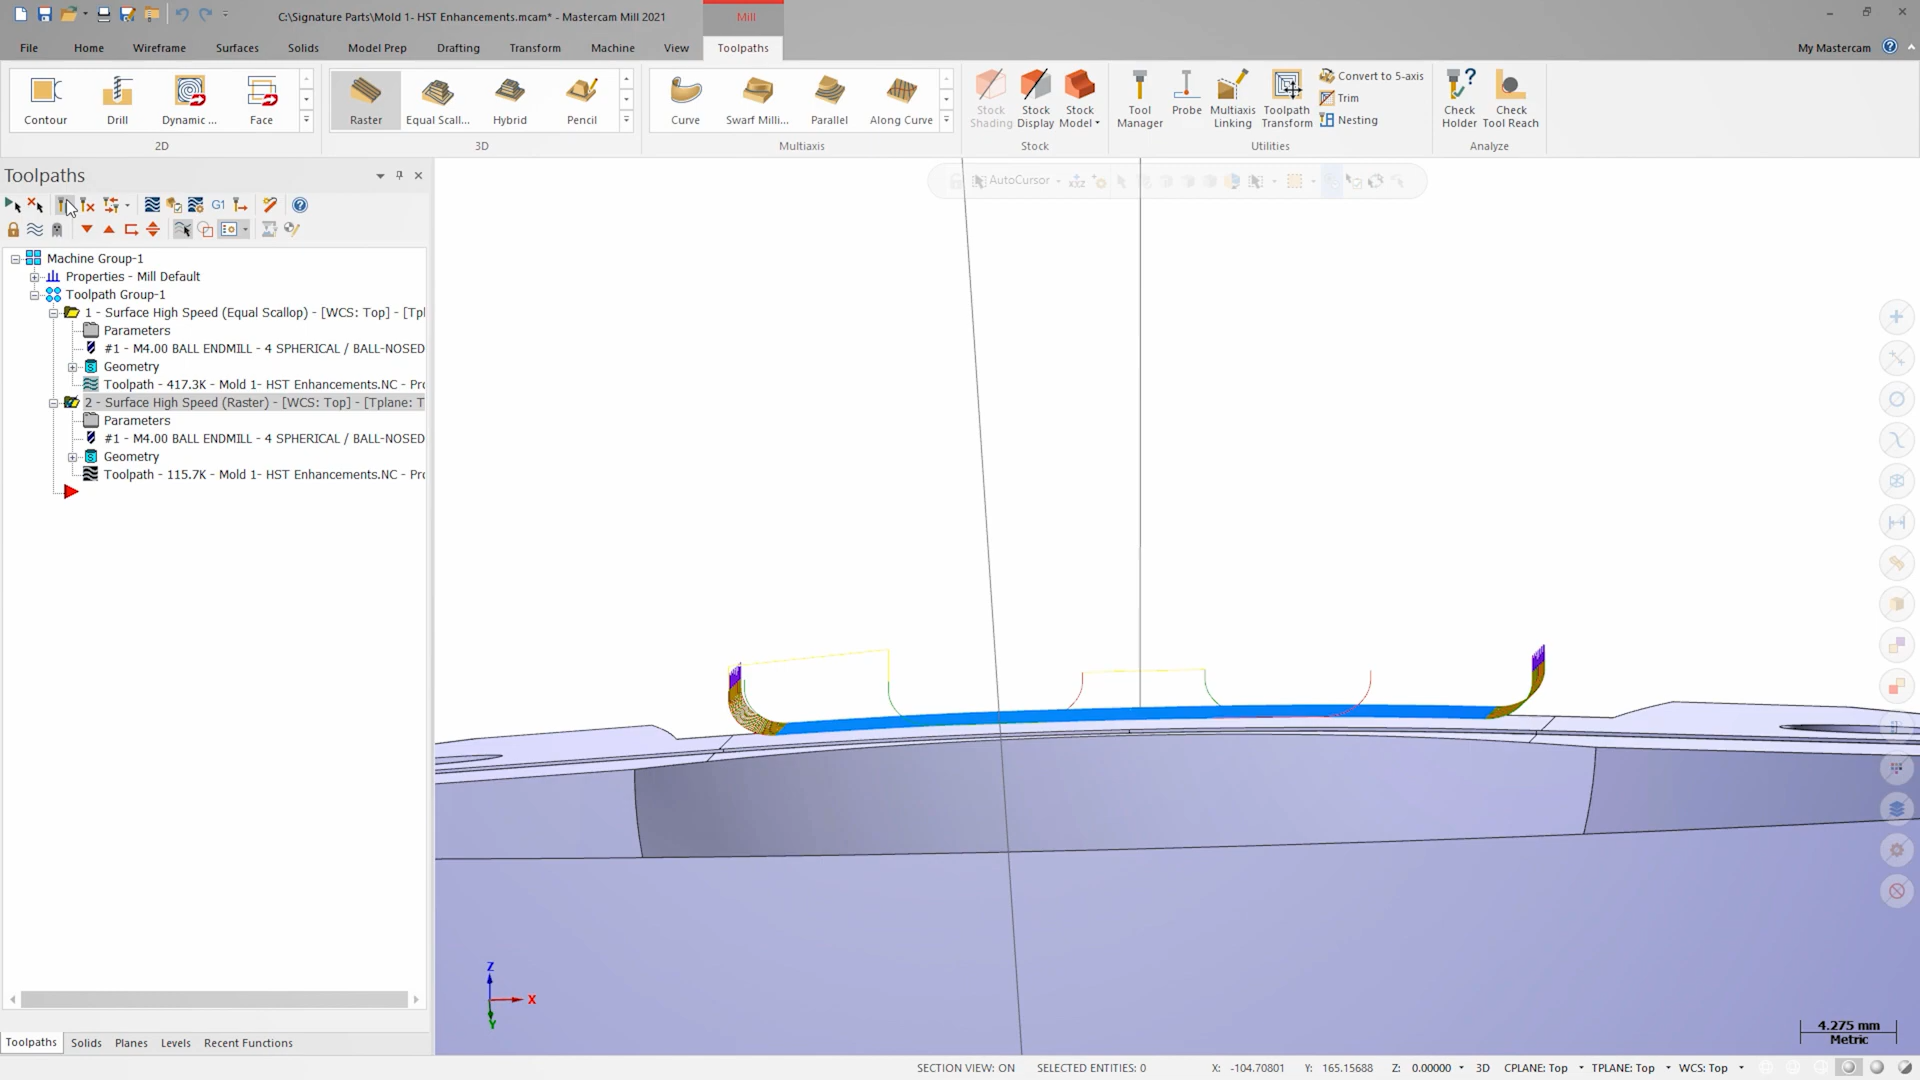 C:\Signature Parts\Mold 1- HST Enhancements.mcam* - Mastercam Mill 2021
Mill
File Home Wireframe Surfaces Solids Model Prep Drafting Transform Machine View Toolpaths My Mastercam
Contour Drill Dynamic ... Face
2D
Raster Equal Scall... Hybrid Pencil
3D
Curve Swarf Milli... Parallel Along Curve
Multiaxis
Stock Shading
Stock Display
Stock Model
Stock
Tool Manager
Probe
Multiaxis Linking
Toolpath Transform
Convert to 5-axis
Trim
Nesting
Utilities
Check Holder
Check Tool Reach
Analyze
Toolpaths
G1
AutoCursor
Machine Group-1
Properties - Mill Default
Toolpath Group-1
1 - Surface High Speed (Equal Scallop) - [WCS: Top] - [Tpl
Parameters
#1 - M4.00 BALL ENDMILL - 4 SPHERICAL / BALL-NOSED
Geometry
Toolpath - 417.3K - Mold 1- HST Enhancements.NC - Pro
2 - Surface High Speed (Raster) - [WCS: Top] - [Tplane: T
Parameters
#1 - M4.00 BALL ENDMILL - 4 SPHERICAL / BALL-NOSED
Geometry
Toolpath - 115.7K - Mold 1- HST Enhancements.NC - Pro
Z
X
Y
4.275 mm
Metric
Toolpaths Solids Planes Levels Recent Functions
SECTION VIEW: ON SELECTED ENTITIES: 0 X: -104.70801 Y: 165.15688 Z: 0.00000 3D CPLANE: Top TPLANE: Top WCS: Top